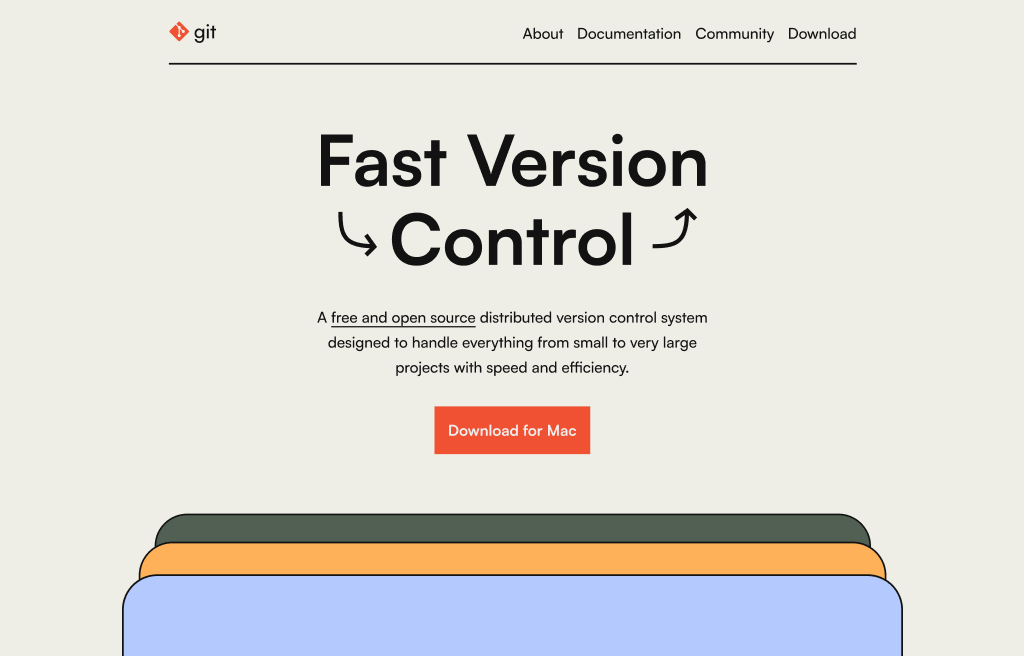 git
About Documentation Community Download
Fast Version
Control
A free and open source distributed version control system
designed to handle everything from small to very large
projects with speed and efficiency.
Download for Mac